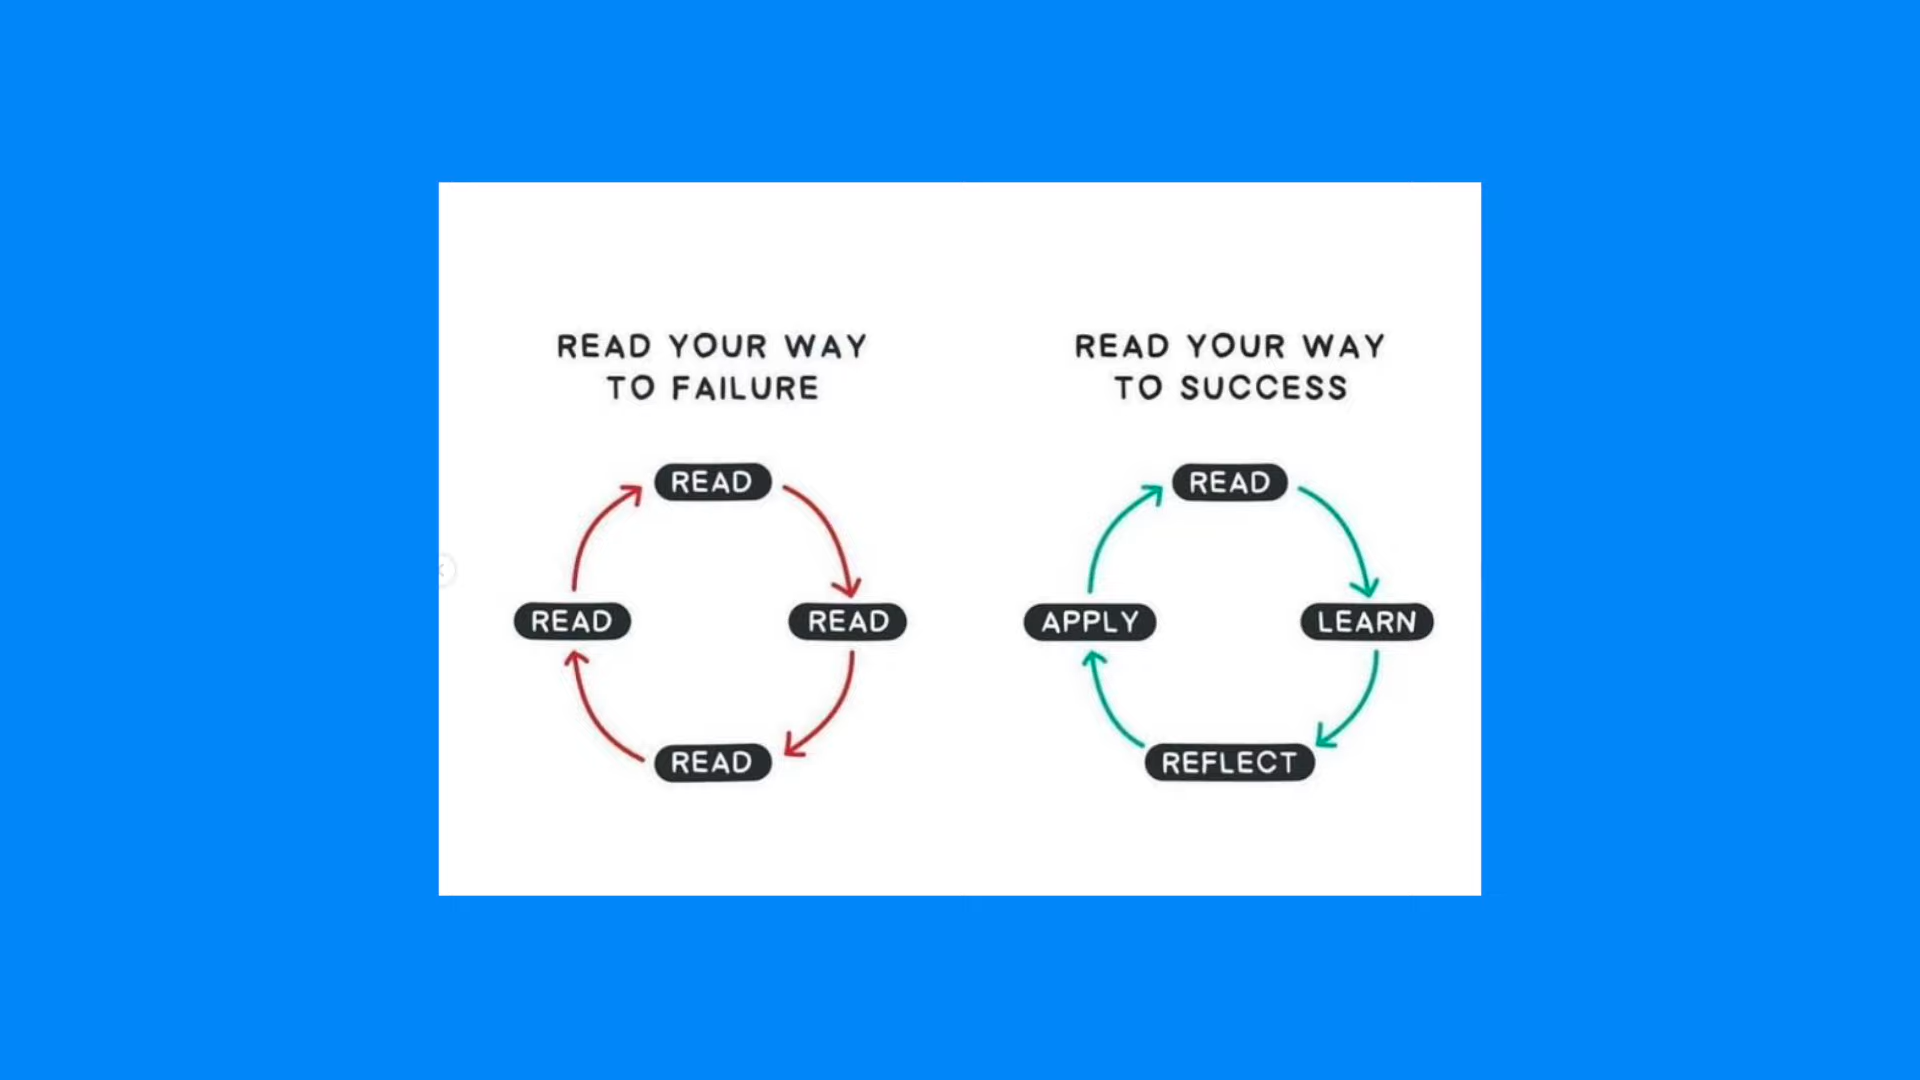 READ YOUR WAY
TO FAILURE
READ
READ
READ
READ
READ YOUR WAY
TO SUCCESS
READ
LEARN
REFLECT
APPLY